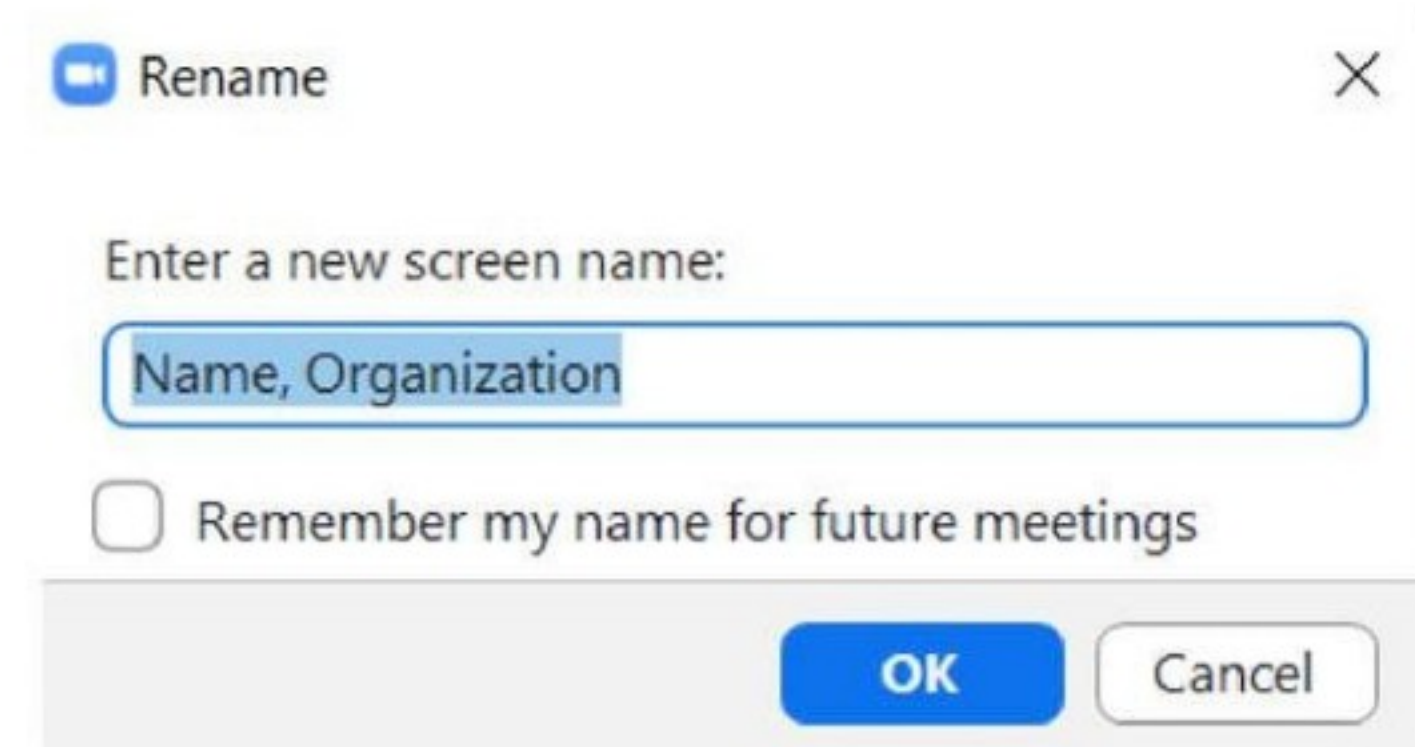 Rename
Enter a new screen name:
Name, Organization
Remember my name for future meetings
OK Cancel